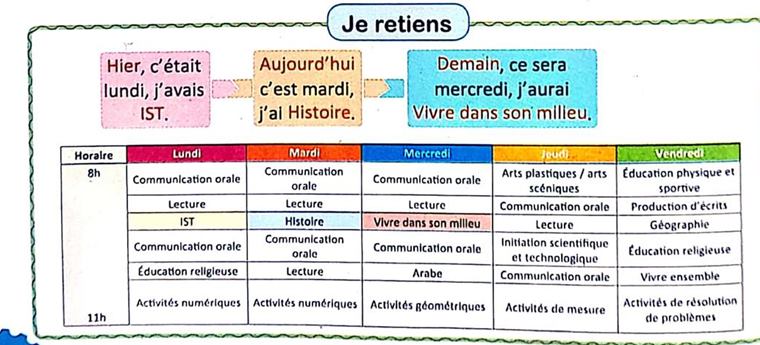 Je retiens
Hier, c'était
lundi, j'avais
IST.
Aujourd'hui
c'est mardi,
j'ai Histoire.
Demain, ce sera
mercredi, j'aurai
Vivre dans son milieu.
Horaire Lundi Mardi Mercredi Jeudi Vendredi
8h Communication orale Communication orale Communication orale Arts plastiques / arts scéniques Éducation physique et sportive
Lecture Lecture Lecture Communication orale Production d'écrits
IST Histoire Vivre dans son milieu Lecture Géographie
Communication orale Communication orale Communication orale Initiation scientifique et technologique Éducation religieuse
Éducation religieuse Lecture Arabe Communication orale Vivre ensemble
11h Activités numériques Activités numériques Activités géométriques Activités de mesure Activités de résolution de problèmes